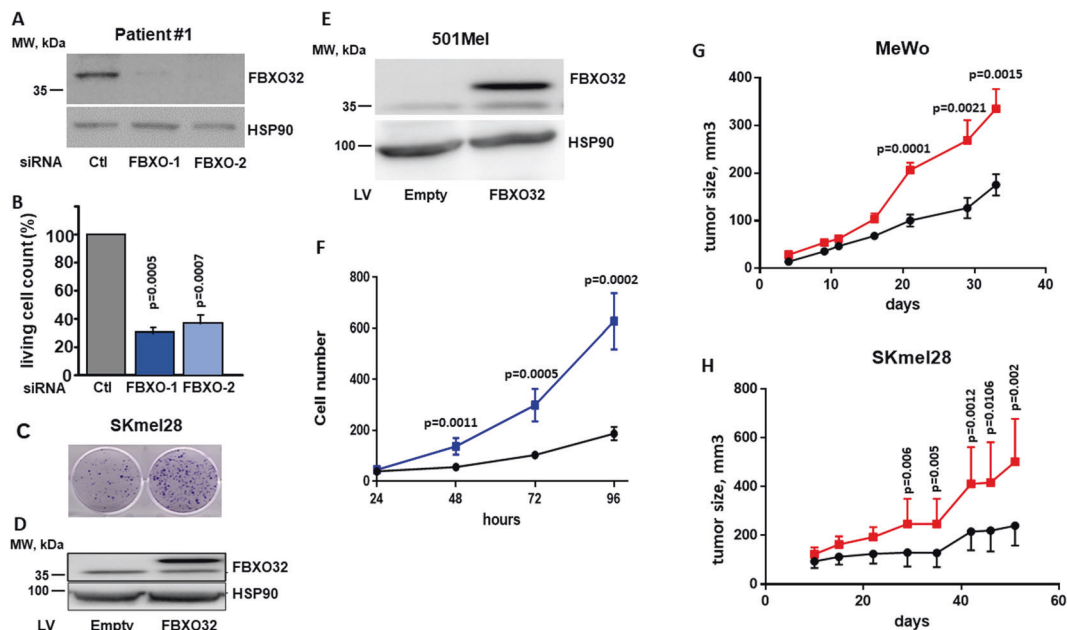 A
Patient #1
MW, kDa
FBXO32
35
HSP90
siRNA Ctl FBXO-1 FBXO-2
B
living cell count (%)
100
80
60
40
20
0
p=0.0005
p=0.0007
siRNA Ctl FBXO-1 FBXO-2
C
SKmel28
D
MW, kDa
FBXO32
35
100
HSP90
LV Empty FBXO32
E
501Mel
MW, kDa
FBXO32
35
HSP90
100
LV Empty FBXO32
F
Cell number
800
600
400
200
0
p=0.0011
p=0.0005
p=0.0002
24 48 72 96
hours
G
MeWo
tumor size, mm3
400
300
200
100
0
p=0.0001
p=0.0021
p=0.0015
0 10 20 30 40
days
H
SKmel28
tumor size, mm3
800
600
400
200
0
p=0.006
p=0.005
p=0.0012
p=0.0106
p=0.002
0 20 40 60
days